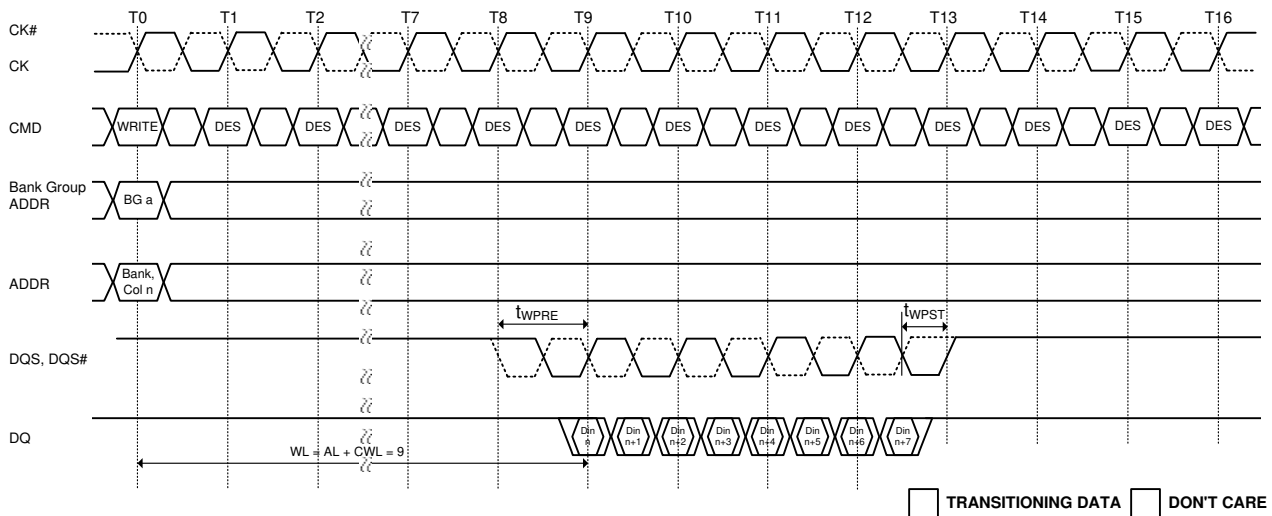 T0 T1 T2 T7 T8 T9 T10 T11 T12 T13 T14 T15 T16
CK#
CK
CMD WRITE DES DES DES DES DES DES DES DES DES DES DES DES
Bank Group
ADDR
BG a
ADDR
Bank,
Col n
tWPRE tWPST
DQS, DQS#
DQ
Din Din Din Din Din Din Din Din
n n+1 n+2 n+3 n+4 n+5 n+6 n+7
WL = AL + CWL = 9
TRANSITIONING DATA DON'T CARE